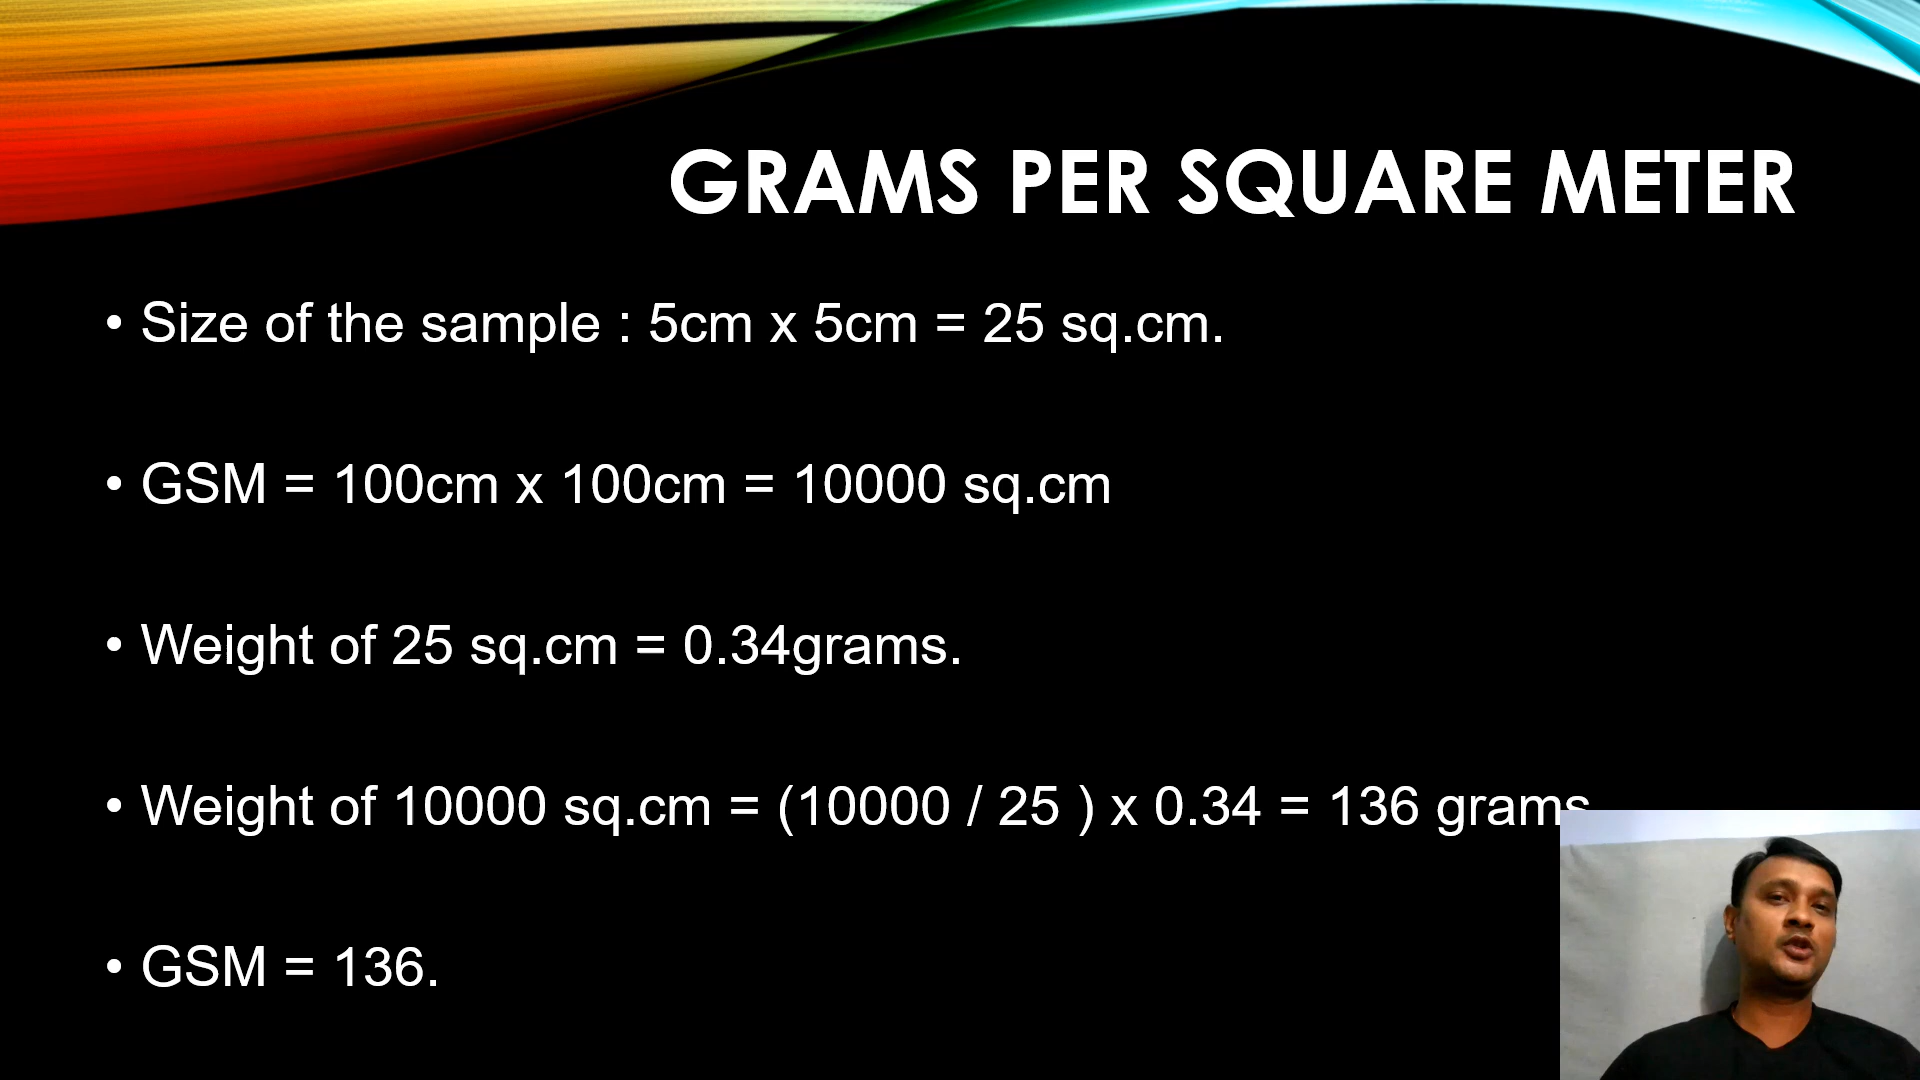 GRAMS PER SQUARE METER
• Size of the sample : 5cm x 5cm = 25 sq.cm.
• GSM = 100cm x 100cm = 10000 sq.cm
• Weight of 25 sq.cm = 0.34grams.
• Weight of 10000 sq.cm = (10000 / 25 ) x 0.34 = 136 grams
• GSM = 136.